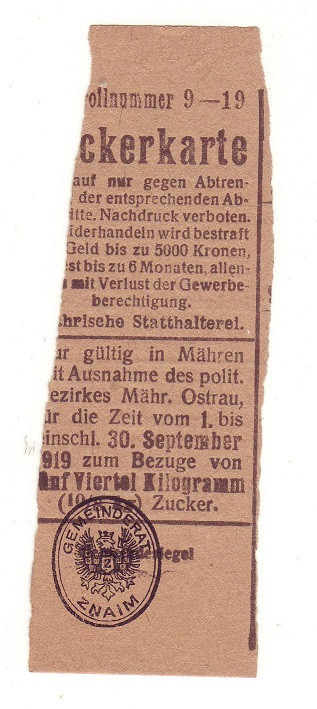 ollnummer 9—19
ckerkarte
auf nur gegen Abtren-
der entsprechenden Ab-
itte. Nachdruck verboten.
iderhandeln wird bestraft
Geld bis zu 5000 Kronen,
est bis zu 6 Monaten, allen-
mit Verlust der Gewerbe-
berechtigung.
hrische Statthalterei.
ur gültig in Mähren
it Ausnahme des polit.
ezirkes Mähr. Ostrau,
ür die Zeit vom 1. bis
einschl. 30. September
919 zum Bezuge von
ünf Viertel Kilogramm
Zucker.
desiegel
GEMEINDERAT
Z
ZNAIM